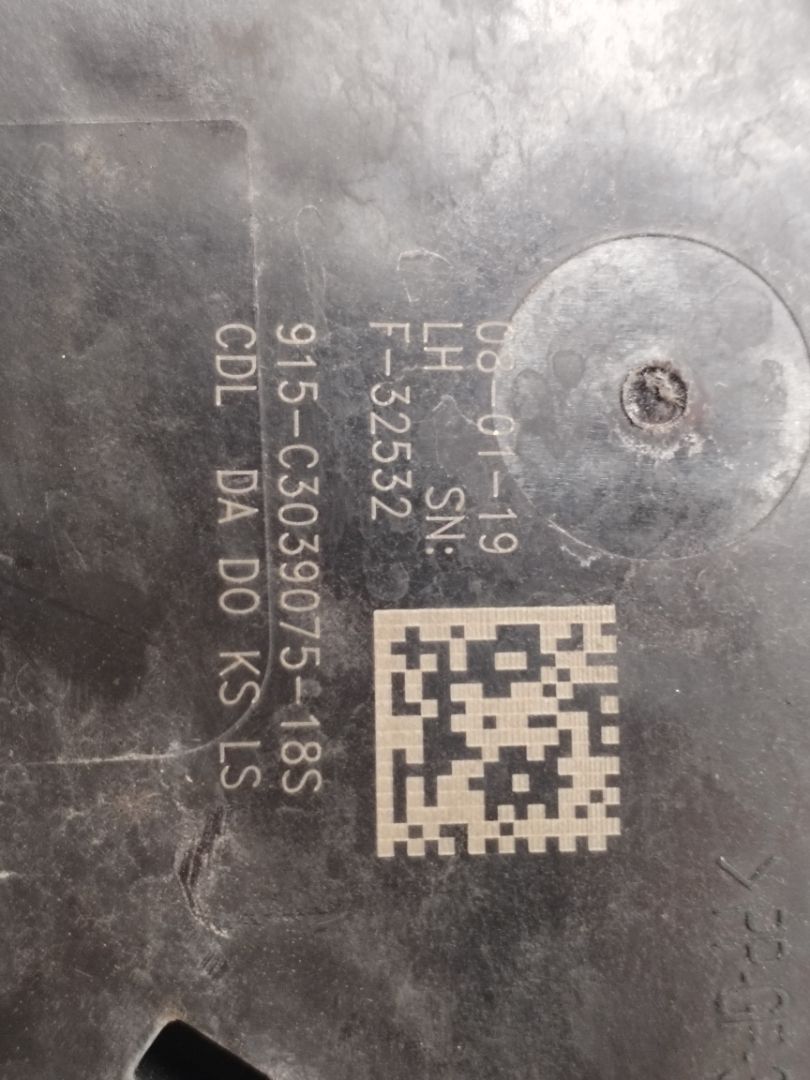 08-01-19
LH SN:
F-32532
915-C3039075-18S
CDL DA DO KS LS